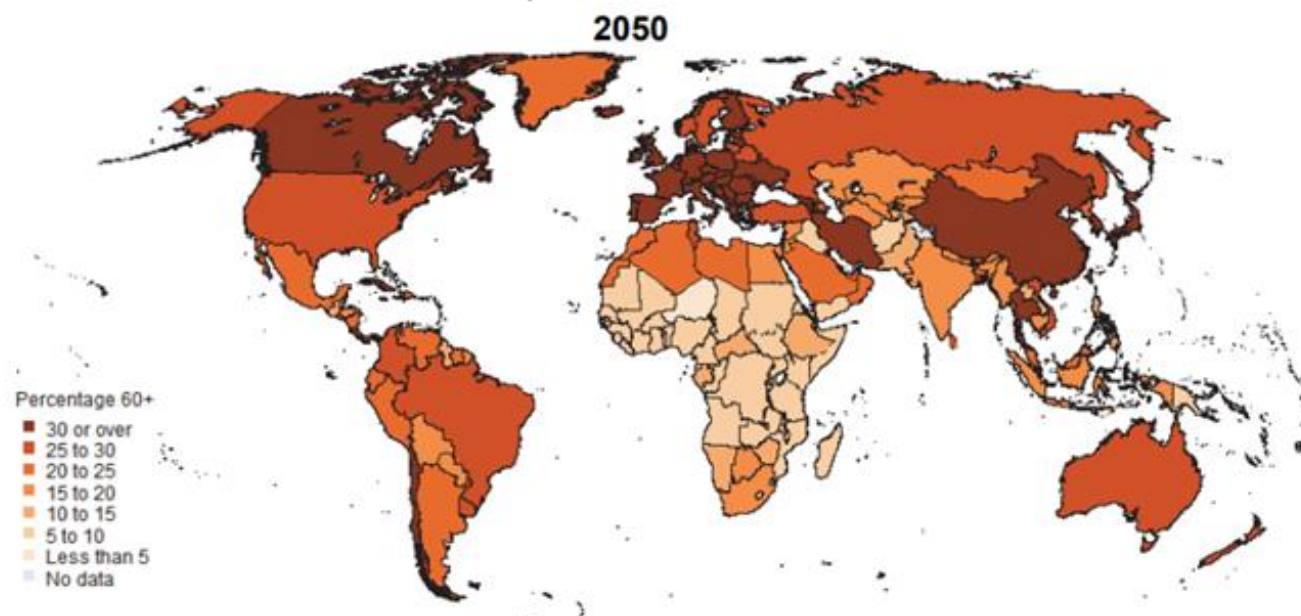 2050
Percentage 60+
30 or over
25 to 30
20 to 25
15 to 20
10 to 15
5 to 10
Less than 5
No data